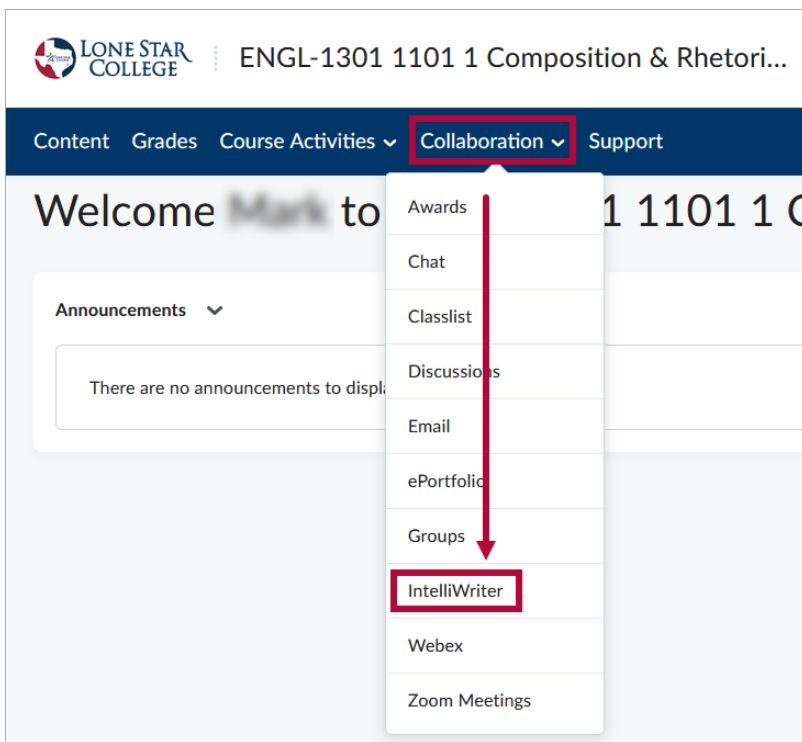 LONE STAR
COLLEGE
ENGL-1301 1101 1 Composition & Rhetori...
Content Grades Course Activities Collaboration Support
Welcome to 1 1101 1
Awards
Chat
Announcements
Classlist
Discussions
There are no announcements to
Email
ePortfolio
Groups
IntelliWriter
Webex
Zoom Meetings